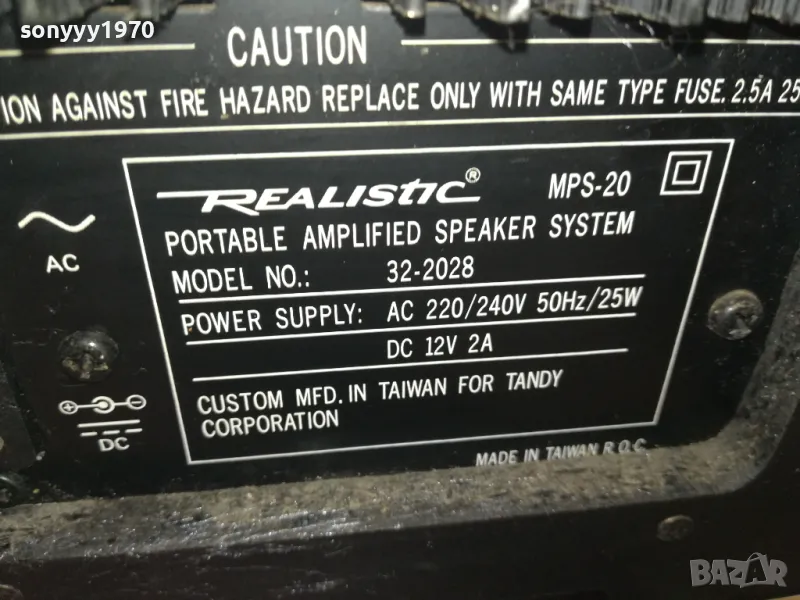 sonyyy1970
CAUTION
ION AGAINST FIRE HAZARD REPLACE ONLY WITH SAME TYPE FUSE. 2.5A 25
REALISTIC® MPS-20
PORTABLE AMPLIFIED SPEAKER SYSTEM
AC
MODEL NO.: 32-2028
POWER SUPPLY: AC 220/240V 50Hz/25W
DC 12V 2A
CUSTOM MFD. IN TAIWAN FOR TANDY
CORPORATION
DC
MADE IN TAIWAN R.O.C
BAZAR